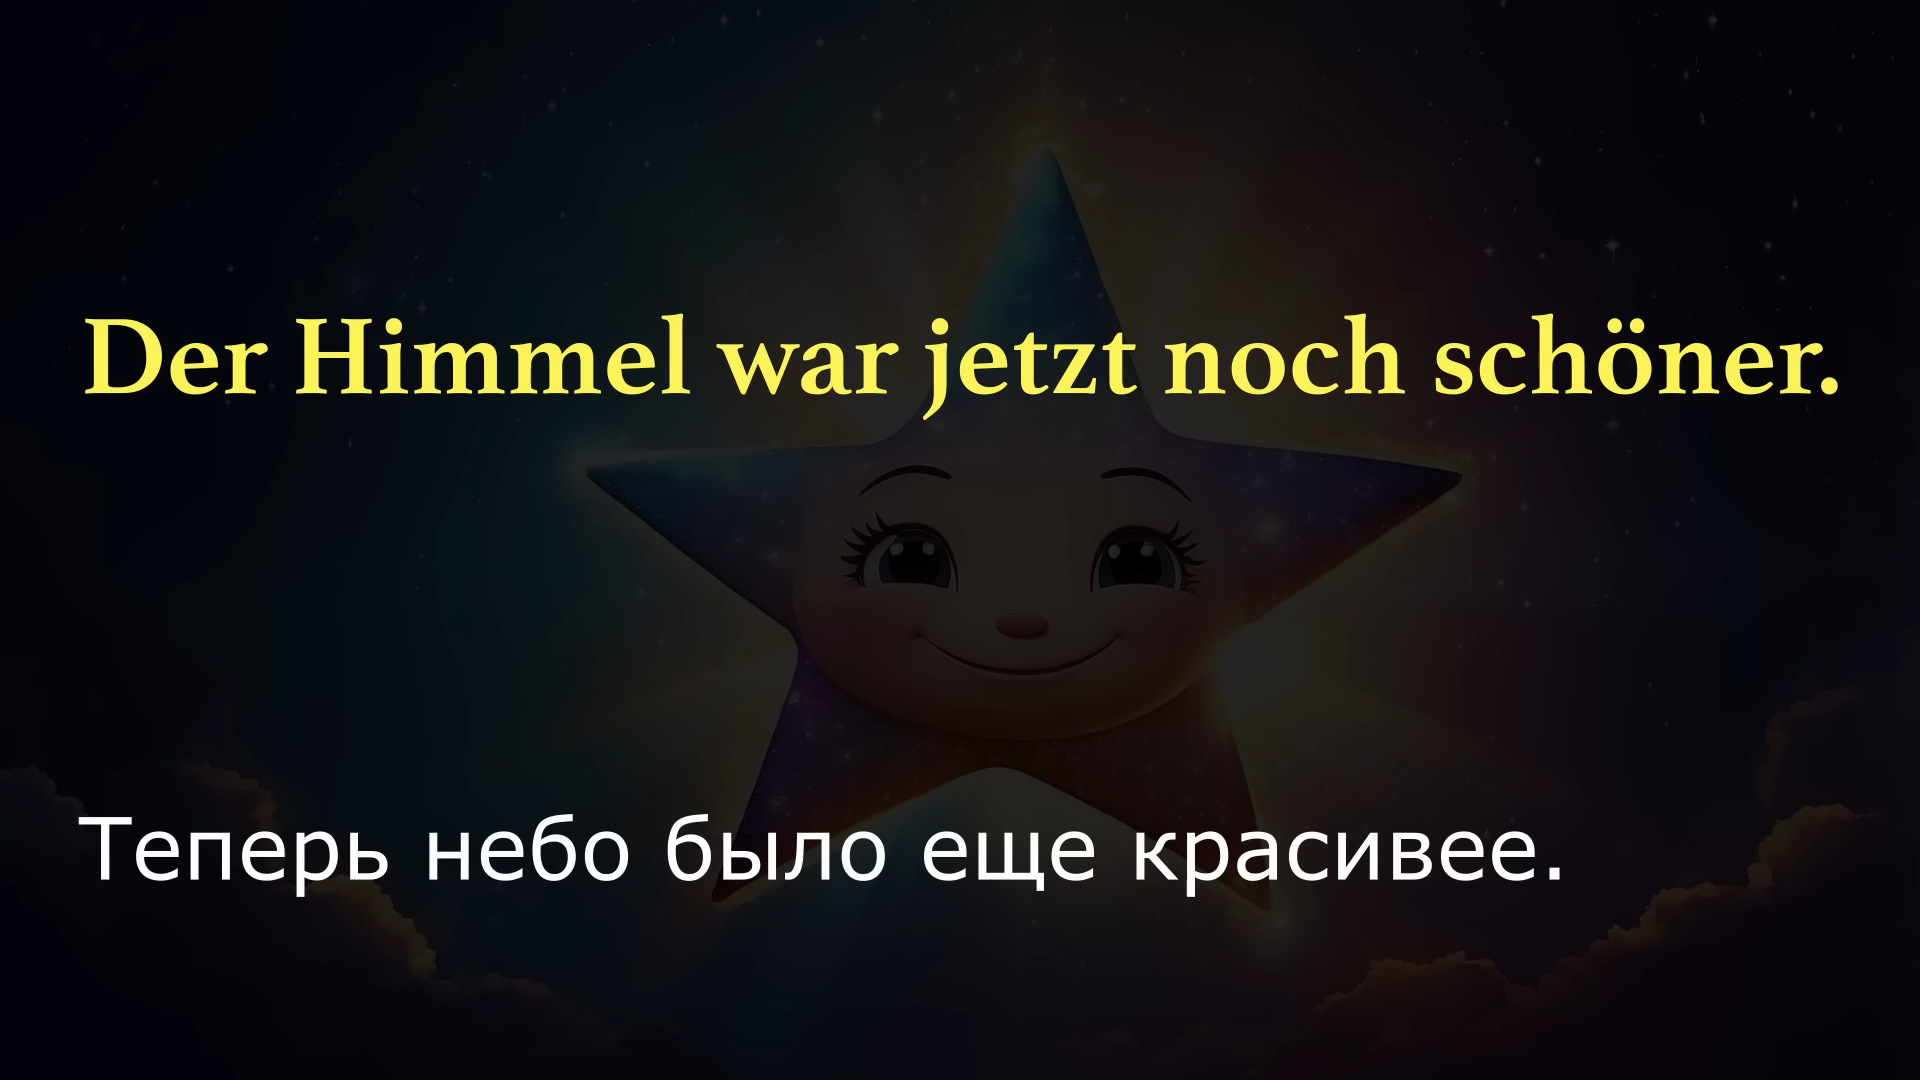 Der Himmel war jetzt noch schöner.
Теперь небо было еще красивее.